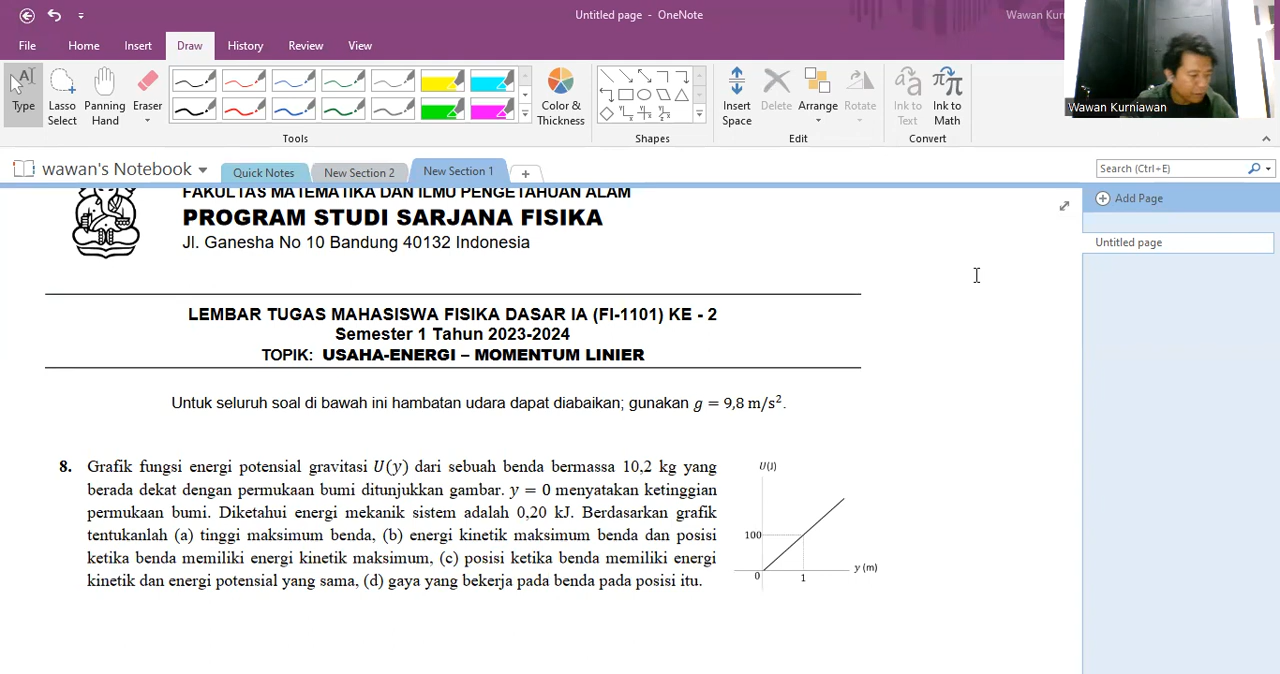 Untitled page - OneNote
Wawan Kur
File Home Insert Draw History Review View
Type
Lasso Select
Panning Hand
Eraser
Color & Thickness
Insert Space
Delete
Arrange
Rotate
Ink to Text
Ink to Math
Tools
Shapes
Edit
Convert
Wawan Kurniawan
wawan's Notebook
Quick Notes
New Section 2
New Section 1
Search (Ctrl+E)
Add Page
Untitled page
FAKULTAS MATEMATIKA DAN ILMU PENGETAHUAN ALAM
PROGRAM STUDI SARJANA FISIKA
Jl. Ganesha No 10 Bandung 40132 Indonesia
LEMBAR TUGAS MAHASISWA FISIKA DASAR IA (FI-1101) KE - 2
Semester 1 Tahun 2023-2024
TOPIK: USAHA-ENERGI – MOMENTUM LINIER
Untuk seluruh soal di bawah ini hambatan udara dapat diabaikan; gunakan g = 9,8 m/s².
8. Grafik fungsi energi potensial gravitasi U(y) dari sebuah benda bermassa 10,2 kg yang
berada dekat dengan permukaan bumi ditunjukkan gambar. y = 0 menyatakan ketinggian
permukaan bumi. Diketahui energi mekanik sistem adalah 0,20 kJ. Berdasarkan grafik
tentukanlah (a) tinggi maksimum benda, (b) energi kinetik maksimum benda dan posisi
ketika benda memiliki energi kinetik maksimum, (c) posisi ketika benda memiliki energi
kinetik dan energi potensial yang sama, (d) gaya yang bekerja pada benda pada posisi itu.
U(J)
100
0
1
y (m)